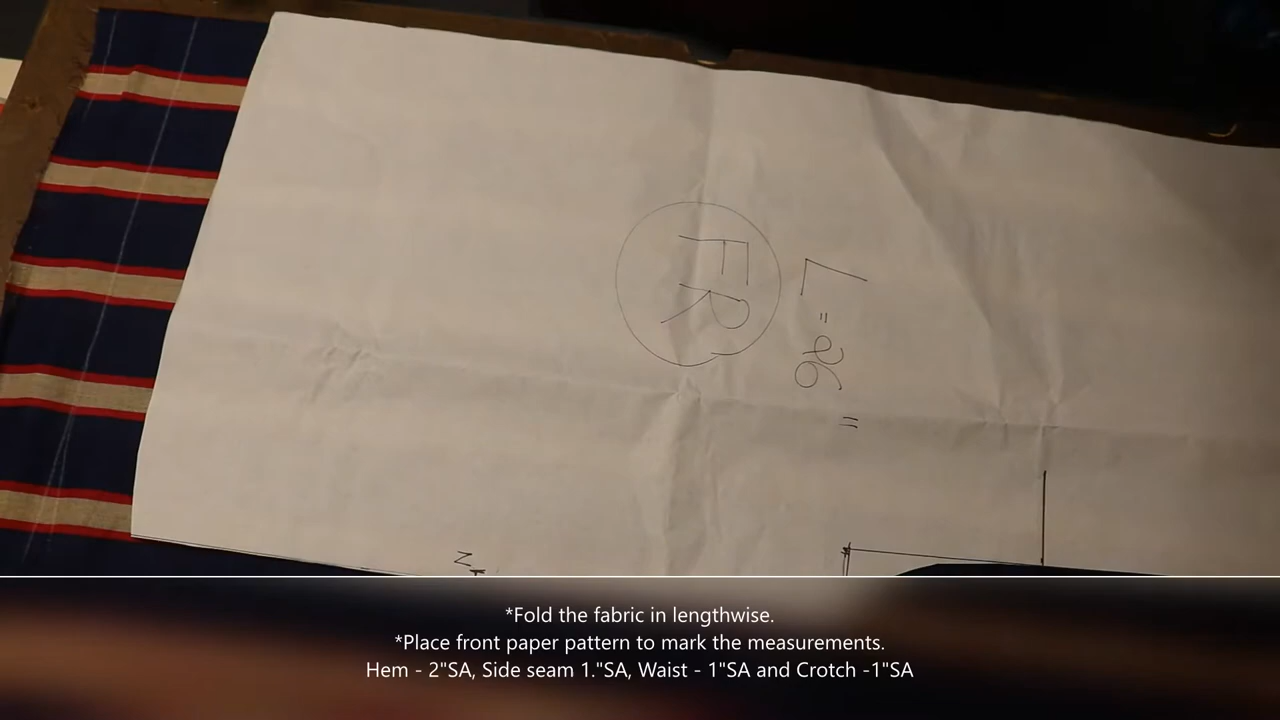 FR
L = 26"
N
*Fold the fabric in lengthwise.
*Place front paper pattern to mark the measurements.
Hem - 2"SA, Side seam 1."SA, Waist - 1"SA and Crotch -1"SA